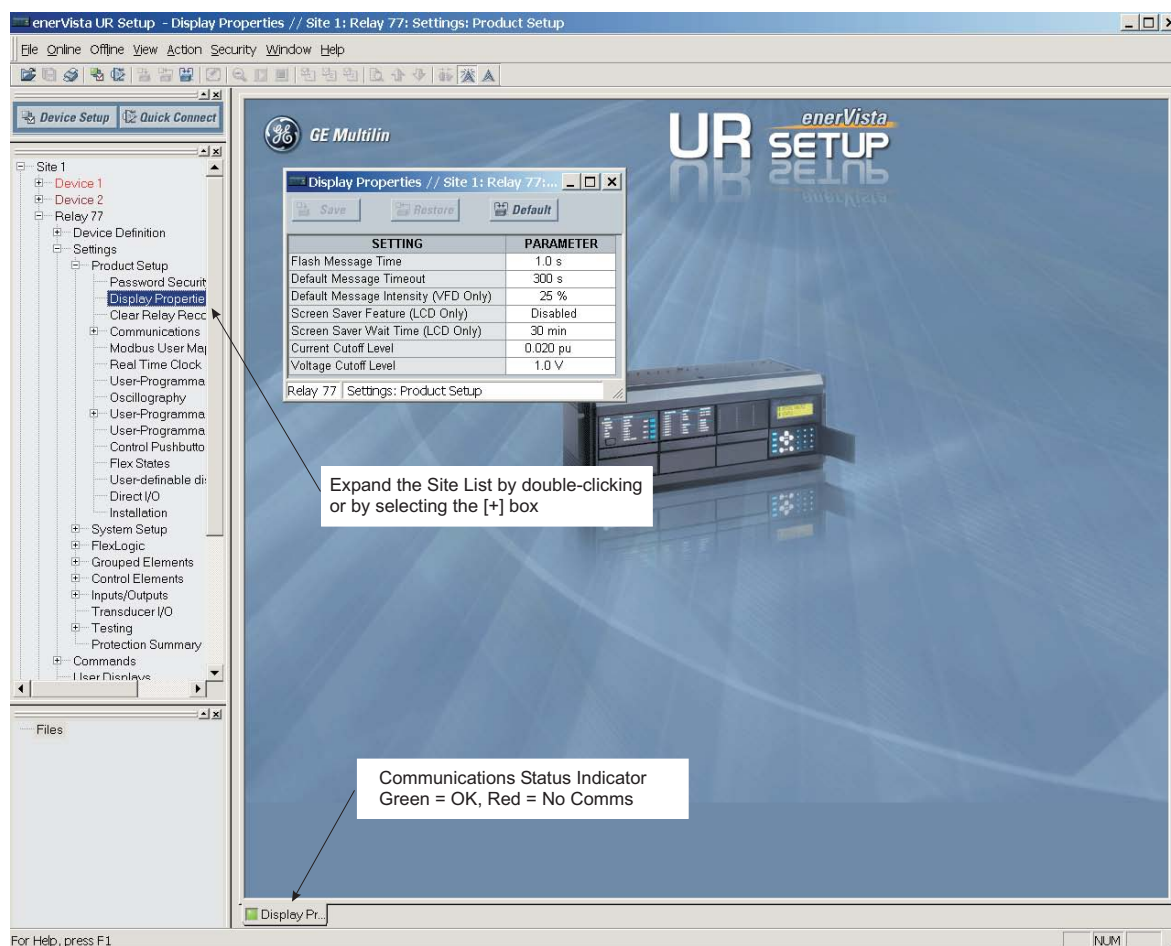 enerVista UR Setup - Display Properties // Site 1: Relay 77: Settings: Product Setup
File Online Offline View Action Security Window Help
Device Setup Quick Connect
Site 1
Device 1
Device 2
Relay 77
Device Definition
Settings
Product Setup
Password Securit
Display Propertie
Clear Relay Reco
Communications
Modbus User Map
Real Time Clock
User-Programma
Oscillography
User-Programma
User-Programma
Control Pushbutto
Flex States
User-definable di
Direct I/O
Installation
System Setup
FlexLogic
Grouped Elements
Control Elements
Inputs/Outputs
Transducer I/O
Testing
Protection Summary
Commands
User Displays
Files
GE Multilin
enerVista
UR SETUP
Display Properties // Site 1: Relay 77:...
Save Restore Default
SETTING PARAMETER
Flash Message Time 1.0 s
Default Message Timeout 300 s
Default Message Intensity (VFD Only) 25 %
Screen Saver Feature (LCD Only) Disabled
Screen Saver Wait Time (LCD Only) 30 min
Current Cutoff Level 0.020 pu
Voltage Cutoff Level 1.0 V
Relay 77 Settings: Product Setup
Expand the Site List by double-clicking
or by selecting the [+] box
Communications Status Indicator
Green = OK, Red = No Comms
Display Pr...
For Help, press F1
NUM